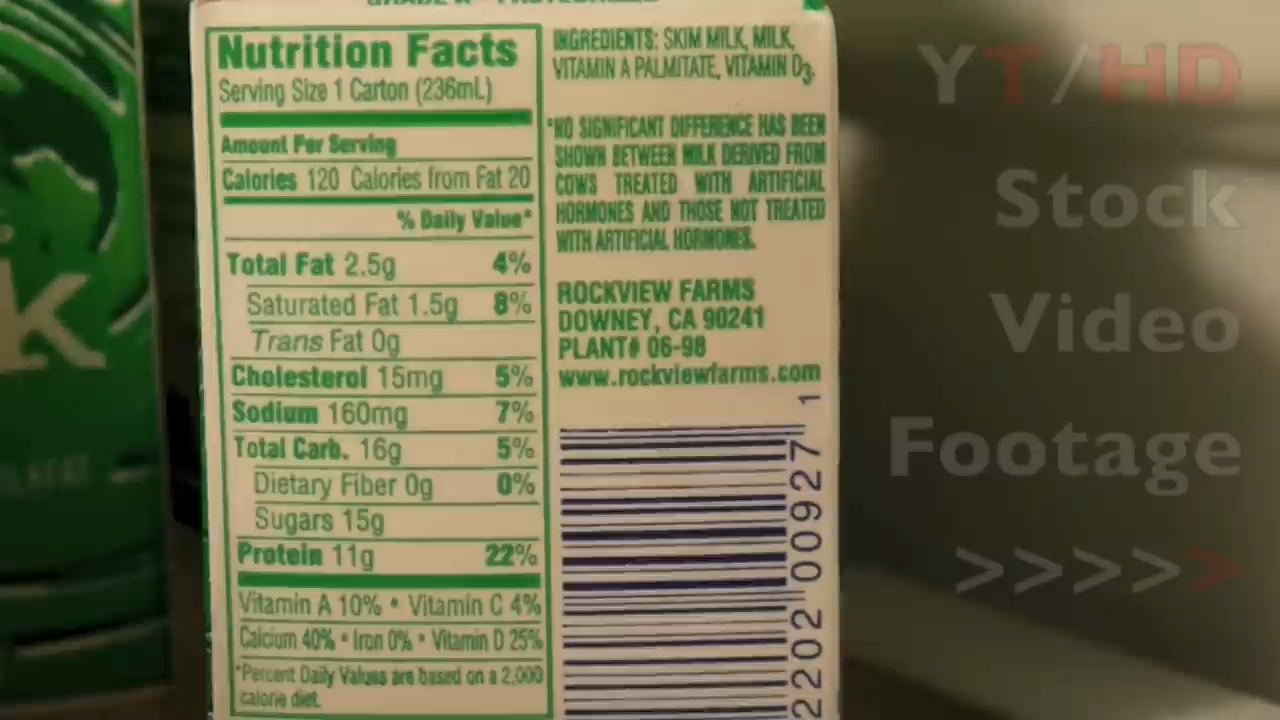 Nutrition Facts
Serving Size 1 Carton (236mL)
Amount Per Serving
Calories 120 Calories from Fat 20
% Daily Value*
Total Fat 2.5g 4%
Saturated Fat 1.5g 8%
Trans Fat 0g
Cholesterol 15mg 5%
Sodium 160mg 7%
Total Carb. 16g 5%
Dietary Fiber 0g 0%
Sugars 15g
Protein 11g 22%
Vitamin A 10% • Vitamin C 4%
Calcium 40% • Iron 0% • Vitamin D 25%
*Percent Daily Values are based on a 2,000
calorie diet.
INGREDIENTS: SKIM MILK, MILK,
VITAMIN A PALMITATE, VITAMIN D3.
*NO SIGNIFICANT DIFFERENCE HAS BEEN
SHOWN BETWEEN MILK DERIVED FROM
COWS TREATED WITH ARTIFICIAL
HORMONES AND THOSE NOT TREATED
WITH ARTIFICIAL HORMONES.
ROCKVIEW FARMS
DOWNEY, CA 90241
PLANT# 06-98
www.rockviewfarms.com
2202 00927 1
k
YT/HD
Stock
Video
Footage
>>>>>